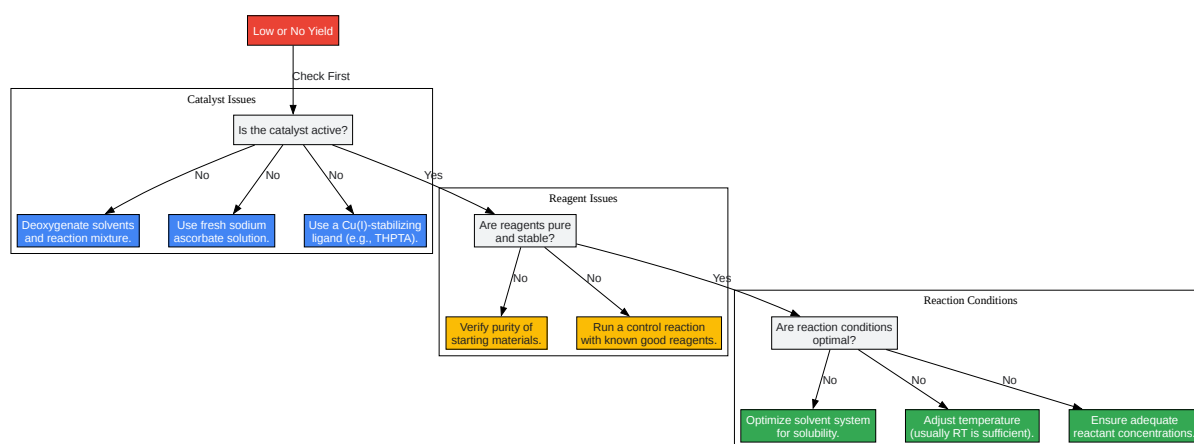 Low or No Yield
Check First
Catalyst Issues
Is the catalyst active?
No
No
No
Yes
Deoxygenate solvents
and reaction mixture.
Use fresh sodium
ascorbate solution.
Use a Cu(I)-stabilizing
ligand (e.g., THPTA).
Reagent Issues
Are reagents pure
and stable?
No
No
Yes
Verify purity of
starting materials.
Run a control reaction
with known good reagents.
Reaction Conditions
Are reaction conditions
optimal?
No
No
No
Optimize solvent system
for solubility.
Adjust temperature
(usually RT is sufficient).
Ensure adequate
reactant concentrations.